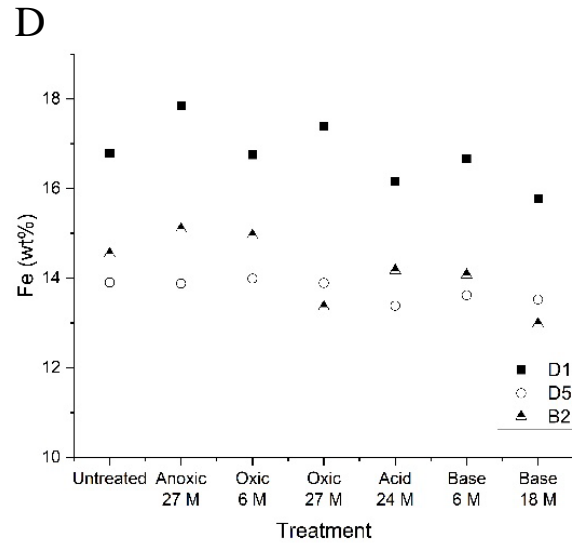 D
18
16
14
12
10
Fe (wt%)
D1
D5
B2
Untreated Anoxic Oxic Oxic Acid Base Base
27 M 6 M 27 M 24 M 6 M 18 M
Treatment